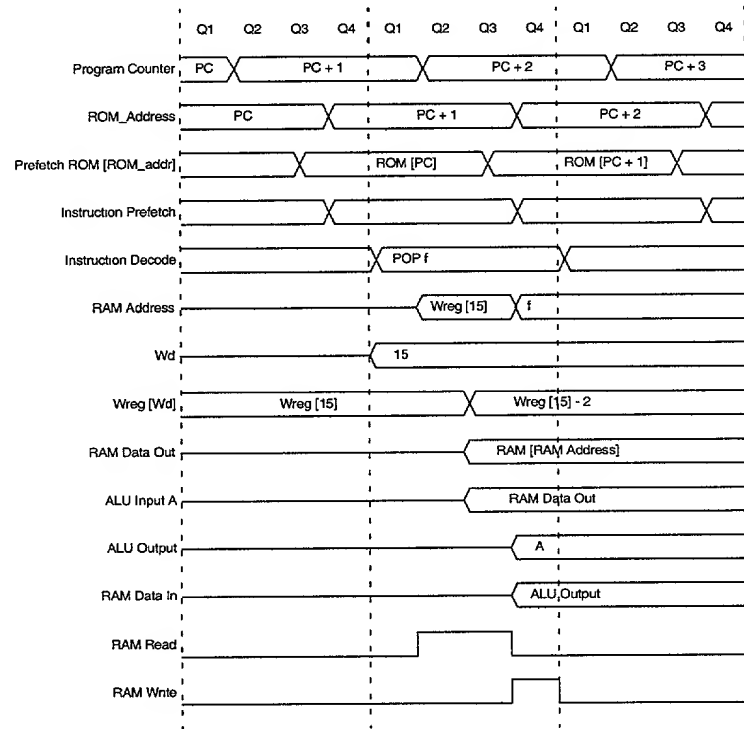 Q1 Q2 Q3 Q4 Q1 Q2 Q3 Q4 Q1 Q2 Q3 Q4
Program Counter PC PC + 1 PC + 2 PC + 3
ROM_Address PC PC + 1 PC + 2
Prefetch ROM [ROM_addr] ROM [PC] ROM [PC + 1]
Instruction Prefetch
Instruction Decode POP f
RAM Address Wreg [15] f
Wd 15
Wreg [Wd] Wreg [15] Wreg [15] - 2
RAM Data Out RAM [RAM Address]
ALU Input A RAM Data Out
ALU Output A
RAM Data In ALU Output
RAM Read
RAM Write